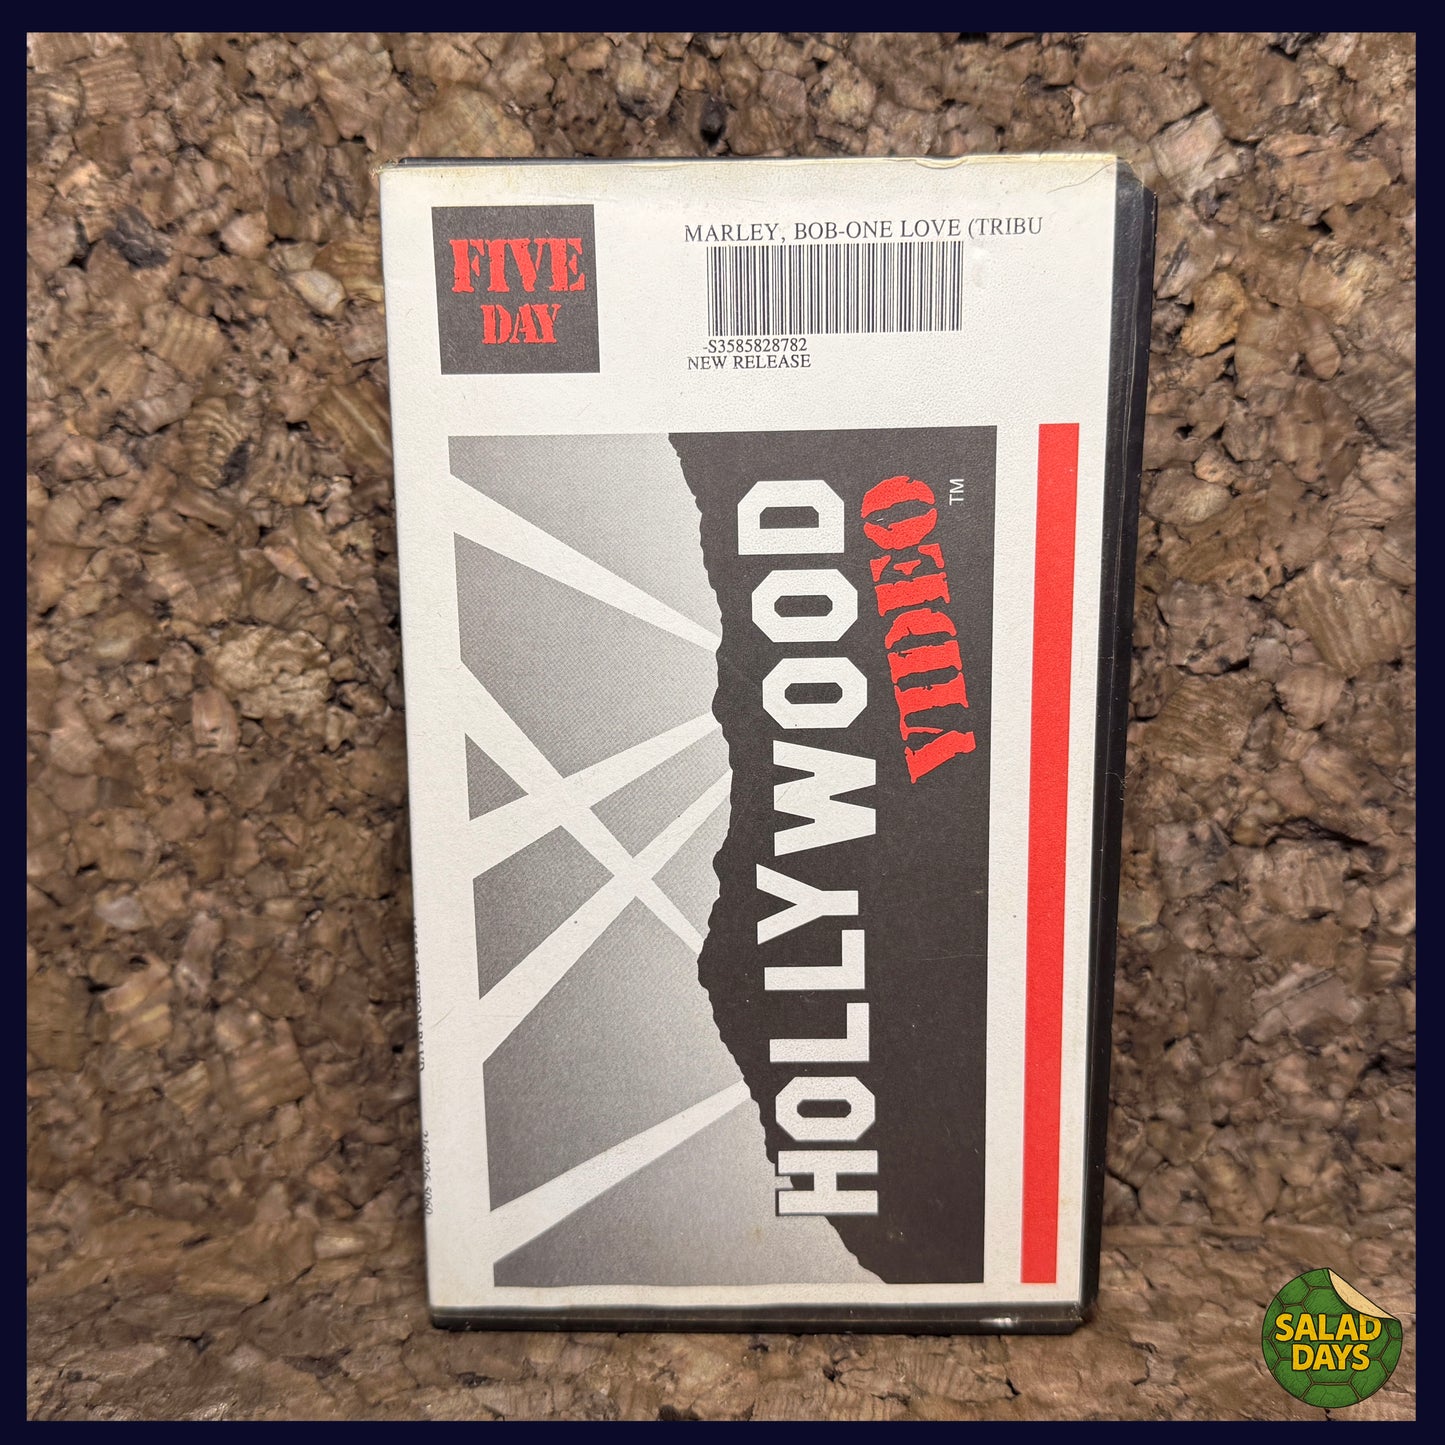 FIVE
DAY
MARLEY, BOB-ONE LOVE (TRIBU
-S3585828782
NEW RELEASE
HOLLYWOOD
VIDEO
TM
SALAD
DAYS